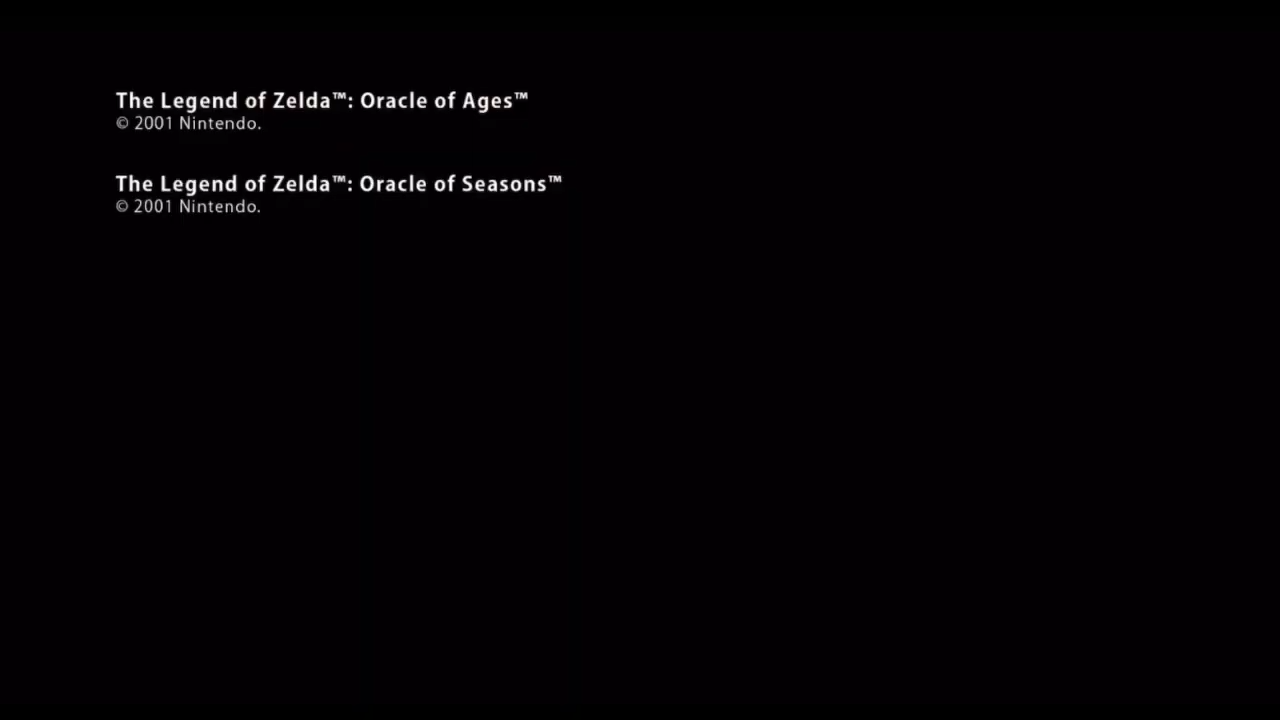 The Legend of Zelda™: Oracle of Ages™
© 2001 Nintendo.
The Legend of Zelda™: Oracle of Seasons™
© 2001 Nintendo.